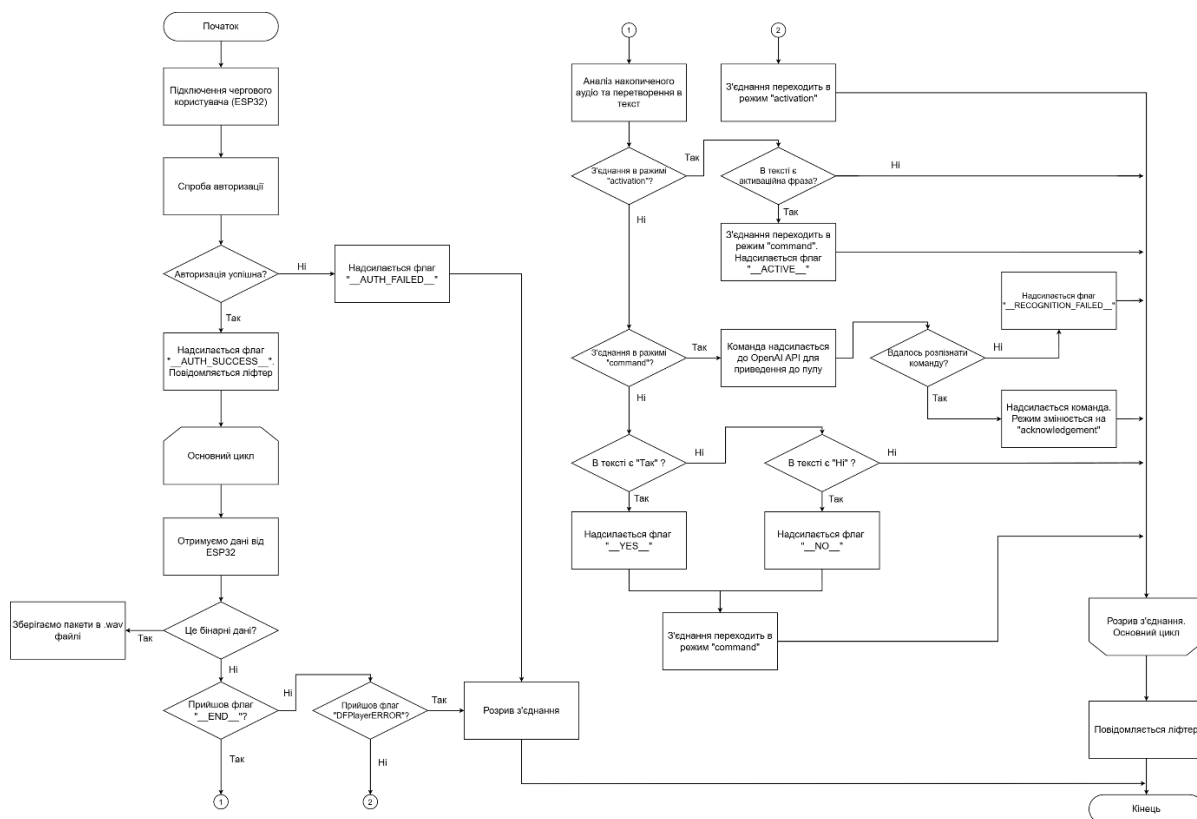 Початок
Підключення чергового
користувача (ESP32)
Спроба авторизації
Авторизація успішна?
Ні
Надсилається флаг
"__AUTH_FAILED__"
Так
Надсилається флаг
"__AUTH_SUCCESS__".
Повідомляється ліфтер
Основний цикл
Отримуємо дані від
ESP32
Це бінарні дані?
Так
Зберігаємо пакети в .wav
файлі
Ні
Прийшов флаг
"__END__"?
Ні
Прийшов флаг
"DFPlayerERROR"?
Так
Розрив з'єднання
Так
Ні
1
2
1
Аналіз накопиченого
аудіо та перетворення в
текст
2
З'єднання переходить в
режим "activation"
З'єднання в режимі
"activation"?
Так
В тексті є
активаційна фраза?
Ні
Так
З'єднання переходить в
режим "command".
Надсилається флаг
"__ACTIVE__"
Ні
З'єднання в режимі
"command"?
Так
Команда надсилається
до OpenAI API для
приведення до пулу
Вдалось розпізнати
команду?
Ні
Надсилається флаг
"__RECOGNITION_FAILED__"
Так
Надсилається команда.
Режим змінюється на
"acknowledgement"
Ні
В тексті є "Так" ?
Ні
В тексті є "Ні" ?
Ні
Так
Надсилається флаг
"__YES__"
Так
Надсилається флаг
"__NO__"
З'єднання переходить в
режим "command"
Розрив з'єднання.
Основний цикл
Повідомляється ліфтер
Кінець